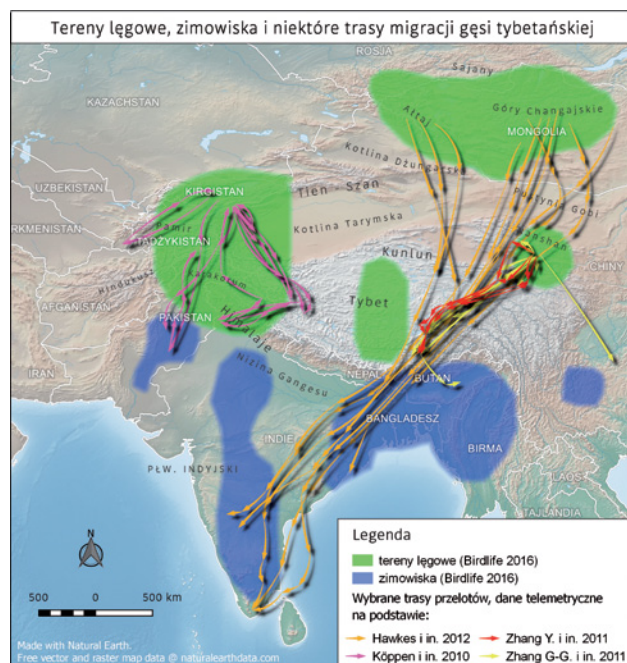 Tereny lęgowe, zimowiska i niektóre trasy migracji gęsi tybetańskiej
ROSJA
Sajany
KAZACHSTAN
Ałtaj
Góry Changajskie
MONGOLIA
Kotlina Dżungarska
UZBEKISTAN
KIRGISTAN
Tien - Szan
Pustynia Gobi
Pamir
Kotlina Tarymska
RKMENISTAN
TADŻYKISTAN
Nanshan
Kunlun
CHINY
Hindukusz
Karakorum
AFGANISTAN
Tybet
PAKISTAN
Himalaje
IRAN
NEPAL
Nizina Gangesu
BUTAN
BANGLADESZ
INDIE
BIRMA
PŁW. INDYJSKI
LAOS
TAJLANDIA
N
500 0 500 km
Legenda
tereny lęgowe (Birdlife 2016)
zimowiska (Birdlife 2016)
Wybrane trasy przelotów, dane telemetryczne
na podstawie:
Hawkes i in. 2012
Zhang Y. i in. 2011
Köppen i in. 2010
Zhang G-G. i in. 2011
Made with Natural Earth.
Free vector and raster map data @ naturalearthdata.com